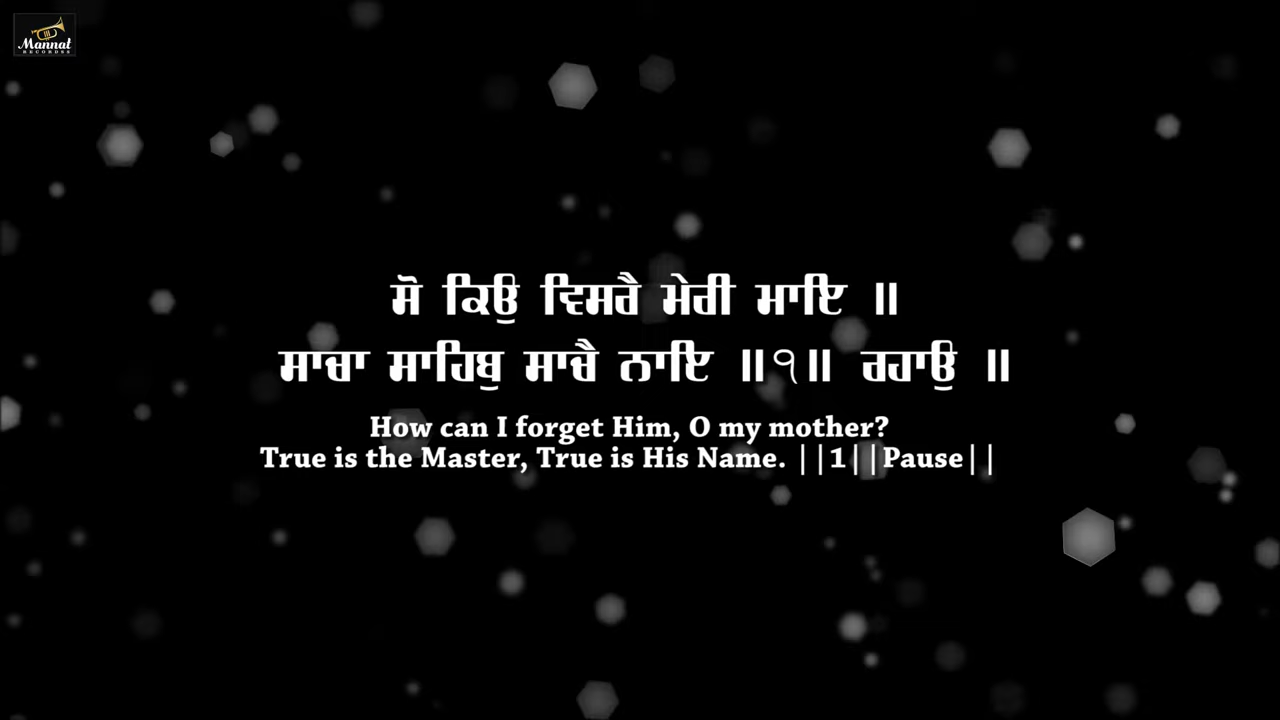 Mannat
RECORDSS
ਸੋ ਕਿਉ ਵਿਸਰੈ ਮੇਰੀ ਮਾਇ ॥
ਸਾਚਾ ਸਾਹਿਬੁ ਸਾਚੈ ਨਾਇ ॥੧॥ ਰਹਾਉ ॥
How can I forget Him, O my mother?
True is the Master, True is His Name. ||1||Pause||